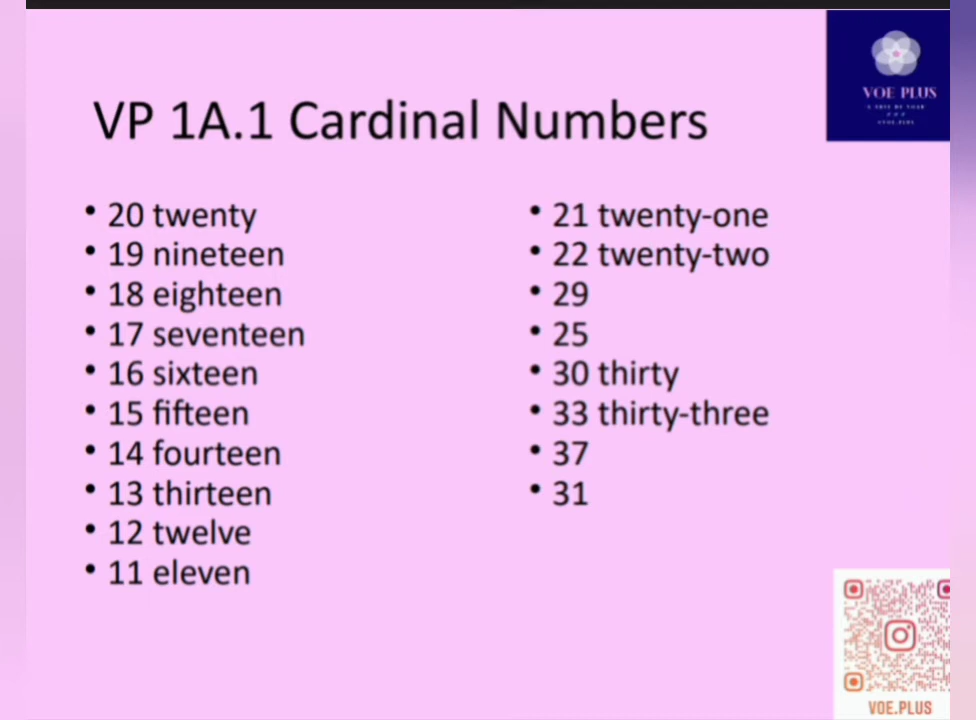 VP 1A.1 Cardinal Numbers
VOE PLUS
• 20 twenty
• 19 nineteen
• 18 eighteen
• 17 seventeen
• 16 sixteen
• 15 fifteen
• 14 fourteen
• 13 thirteen
• 12 twelve
• 11 eleven
• 21 twenty-one
• 22 twenty-two
• 29
• 25
• 30 thirty
• 33 thirty-three
• 37
• 31
VOE.PLUS